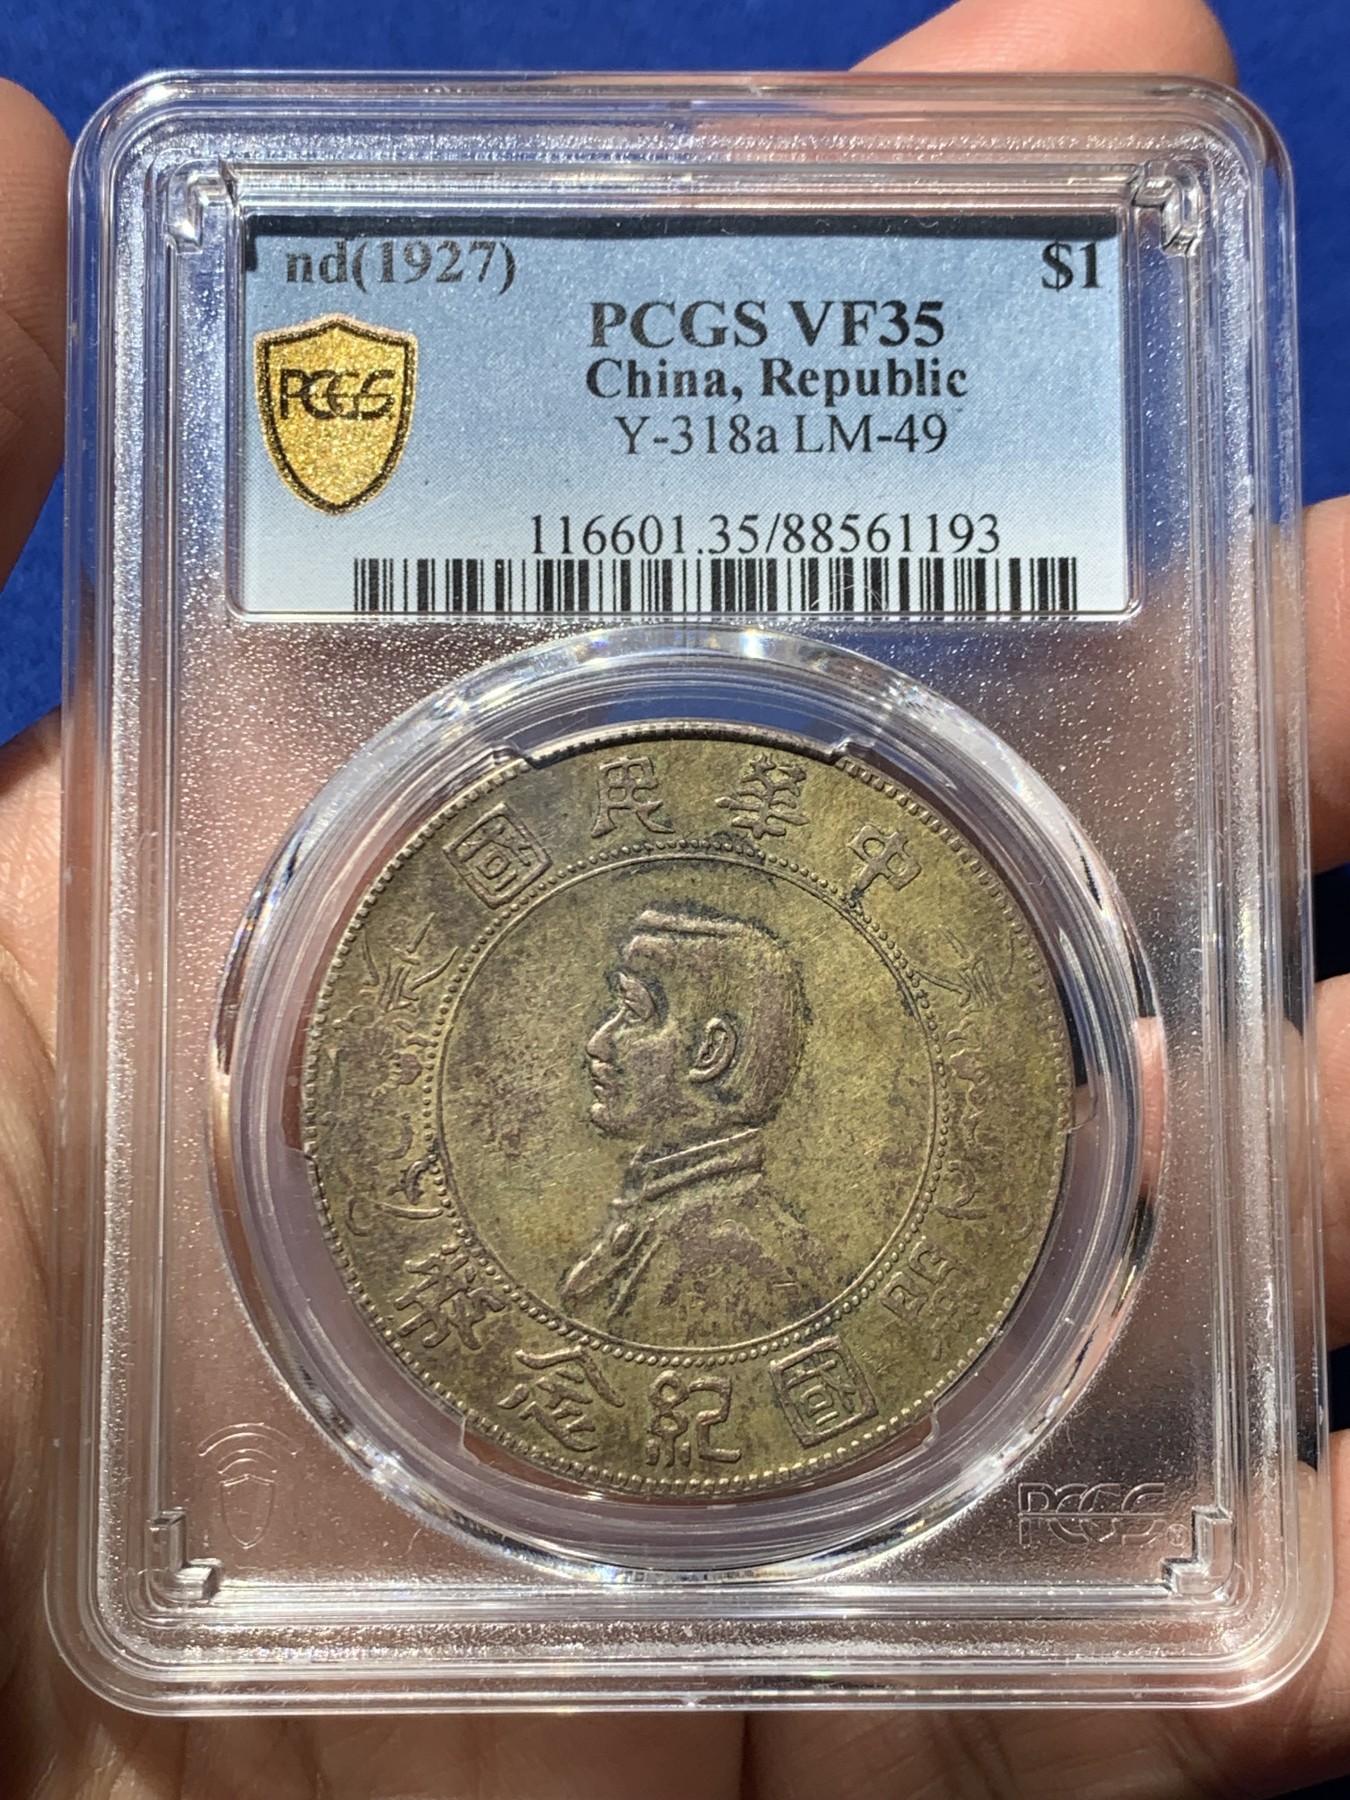 nd(1927) $1
PCGS VF35
China, Republic
PCGS
Y-318a LM-49
116601.35/88561193
中華民國
開國紀念幣
PCGS